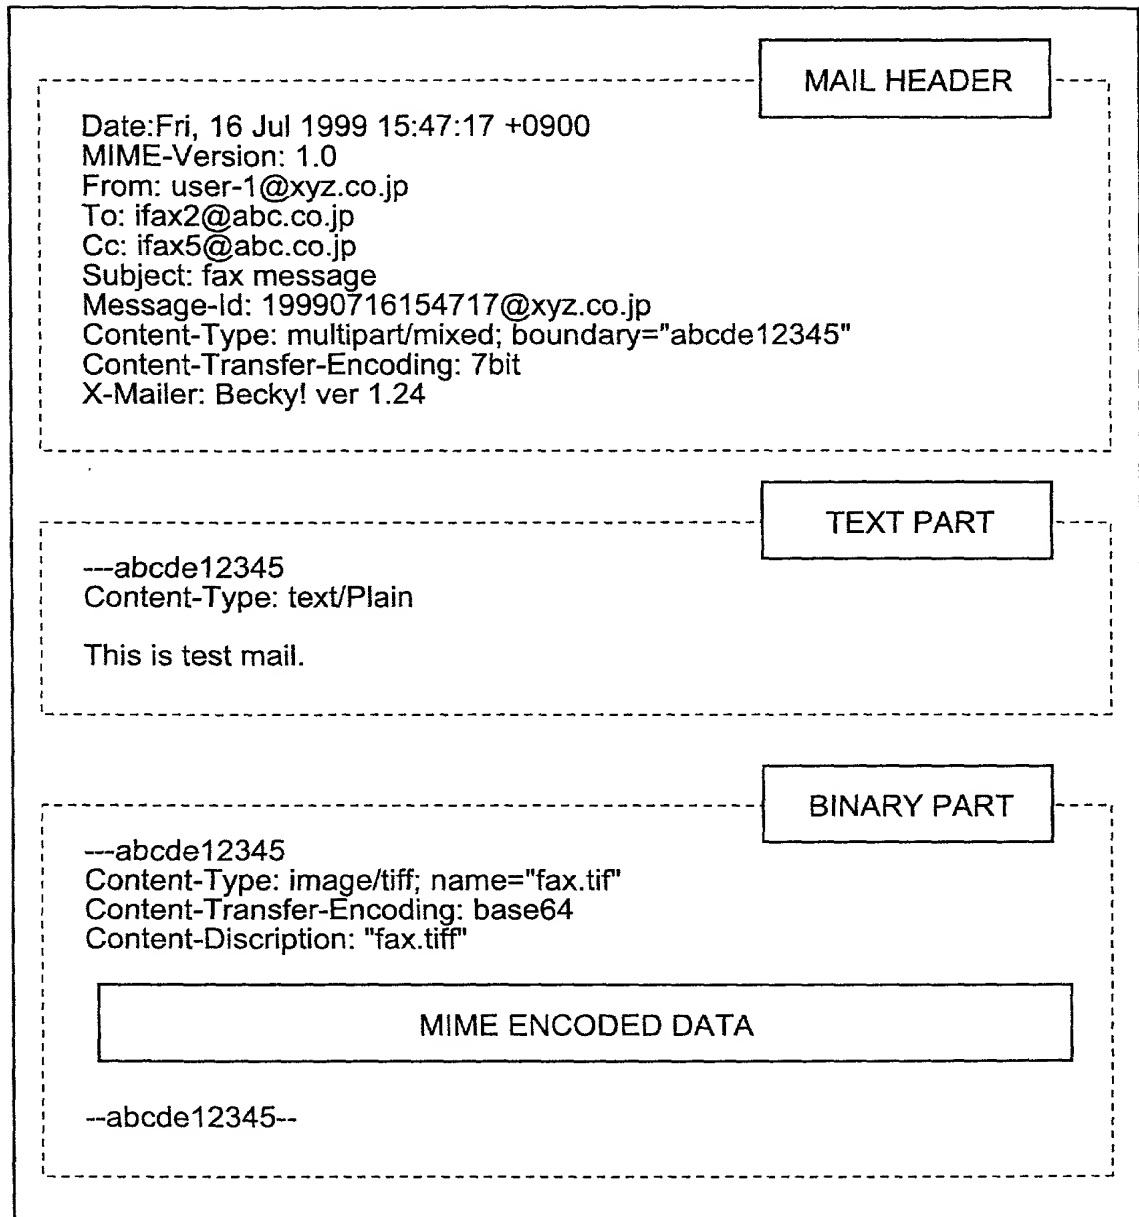 MAIL HEADER
Date:Fri, 16 Jul 1999 15:47:17 +0900
MIME-Version: 1.0
From: user-1@xyz.co.jp
To: ifax2@abc.co.jp
Cc: ifax5@abc.co.jp
Subject: fax message
Message-Id: 19990716154717@xyz.co.jp
Content-Type: multipart/mixed; boundary="abcde12345"
Content-Transfer-Encoding: 7bit
X-Mailer: Becky! ver 1.24
TEXT PART
---abcde12345
Content-Type: text/Plain
This is test mail.
BINARY PART
---abcde12345
Content-Type: image/tiff; name="fax.tif"
Content-Transfer-Encoding: base64
Content-Discription: "fax.tiff"
MIME ENCODED DATA
--abcde12345--